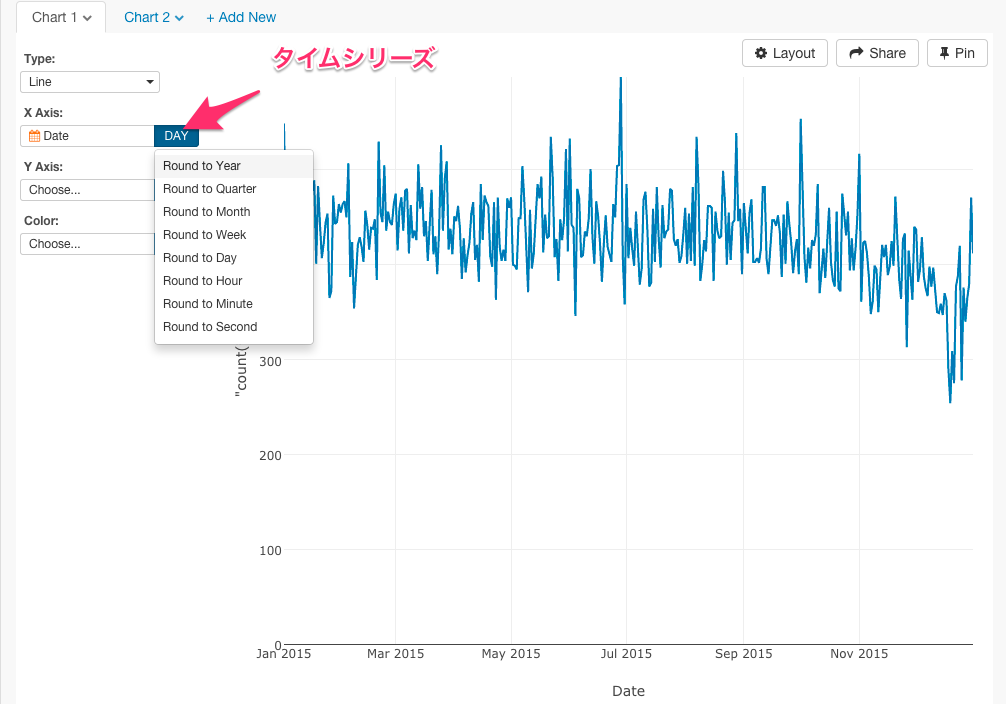 Chart 1
Chart 2
+ Add New
タイムシリーズ
Layout
Share
Pin
Type:
Line
X Axis:
Date
DAY
Y Axis:
Choose...
Color:
Choose...
Round to Year
Round to Quarter
Round to Month
Round to Week
Round to Day
Round to Hour
Round to Minute
Round to Second
"count(
300
200
100
0
Jan 2015
Mar 2015
May 2015
Jul 2015
Sep 2015
Nov 2015
Date